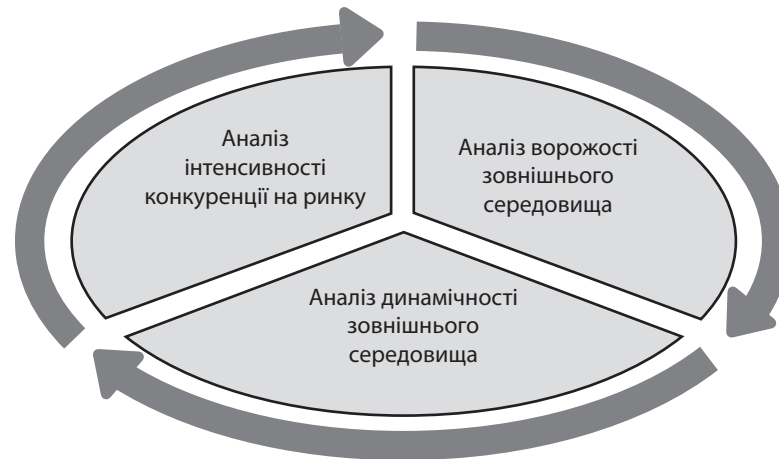 Аналіз
інтенсивності
конкуренції на ринку
Аналіз ворожості
зовнішнього
середовища
Аналіз динамічності
зовнішнього
середовища